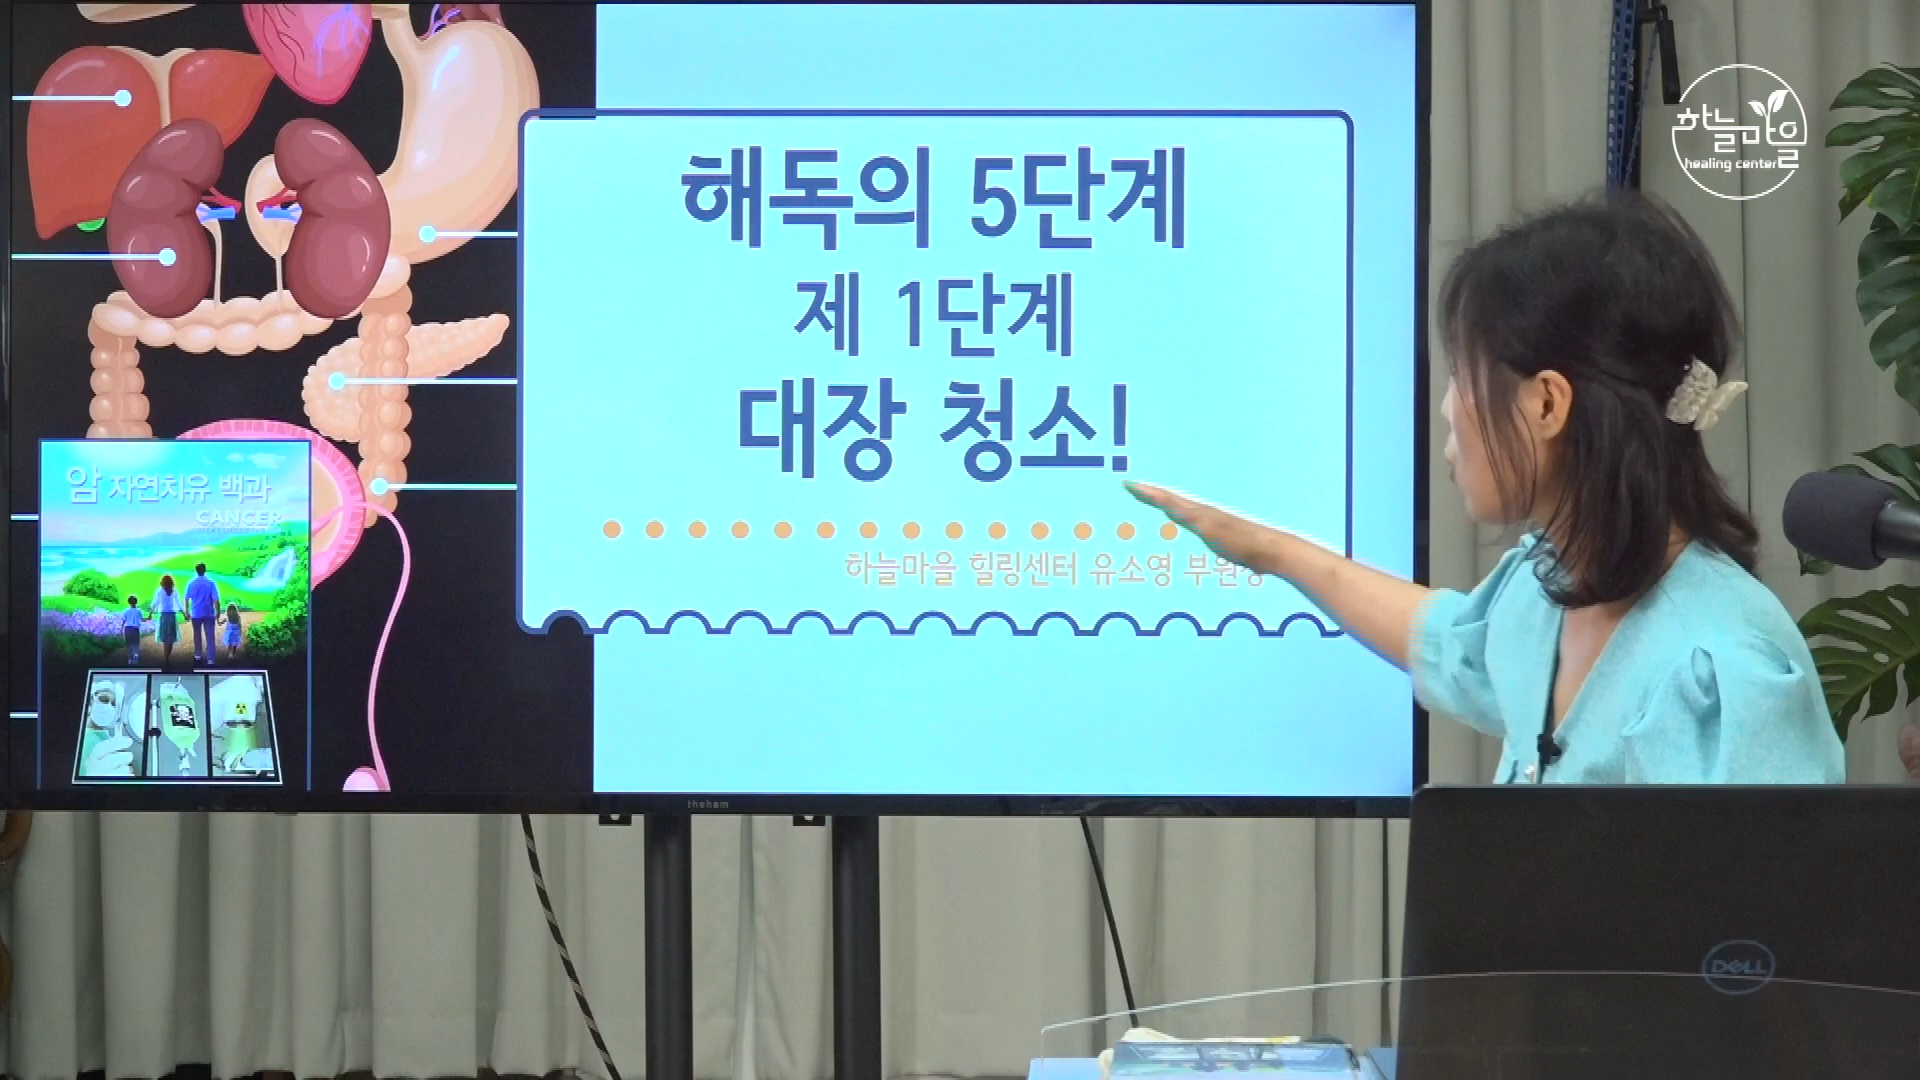 해독의 5단계
제 1단계
대장 청소!
하늘마을 힐링센터 유소영 부원장
암 자연치유 백과
CANCER
하늘마을
healing center
theham
DELL